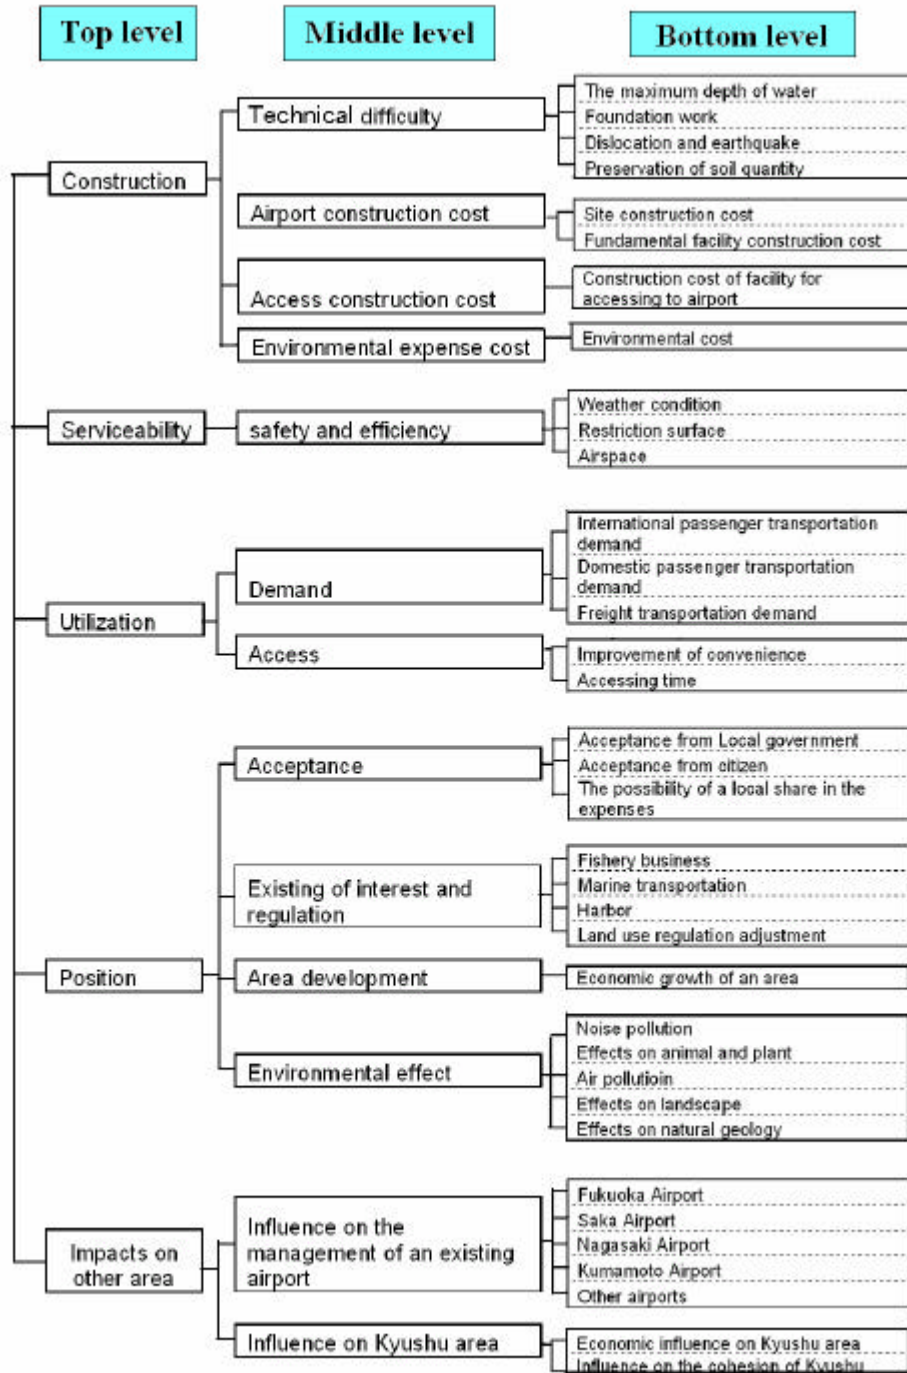 Top level
Middle level
Bottom level
Construction
Technical difficulty
The maximum depth of water
Foundation work
Dislocation and earthquake
Preservation of soil quantity
Airport construction cost
Site construction cost
Fundamental facility construction cost
Access construction cost
Construction cost of facility for
accessing to airport
Environmental expense cost
Environmental cost
Serviceability
safety and efficiency
Weather condition
Restriction surface
Airspace
Utilization
Demand
International passenger transportation
demand
Domestic passenger transportation
demand
Freight transportation demand
Access
Improvement of convenience
Accessing time
Position
Acceptance
Acceptance from Local government
Acceptance from citizen
The possibility of a local share in the
expenses
Existing of interest and
regulation
Fishery business
Marine transportation
Harbor
Land use regulation adjustment
Area development
Economic growth of an area
Environmental effect
Noise pollution
Effects on animal and plant
Air pollutioin
Effects on landscape
Effects on natural geology
Impacts on
other area
Influence on the
management of an existing
airport
Fukuoka Airport
Saka Airport
Nagasaki Airport
Kumamoto Airport
Other airports
Influence on Kyushu area
Economic influence on Kyushu area
Influence on the cohesion of Kyushu